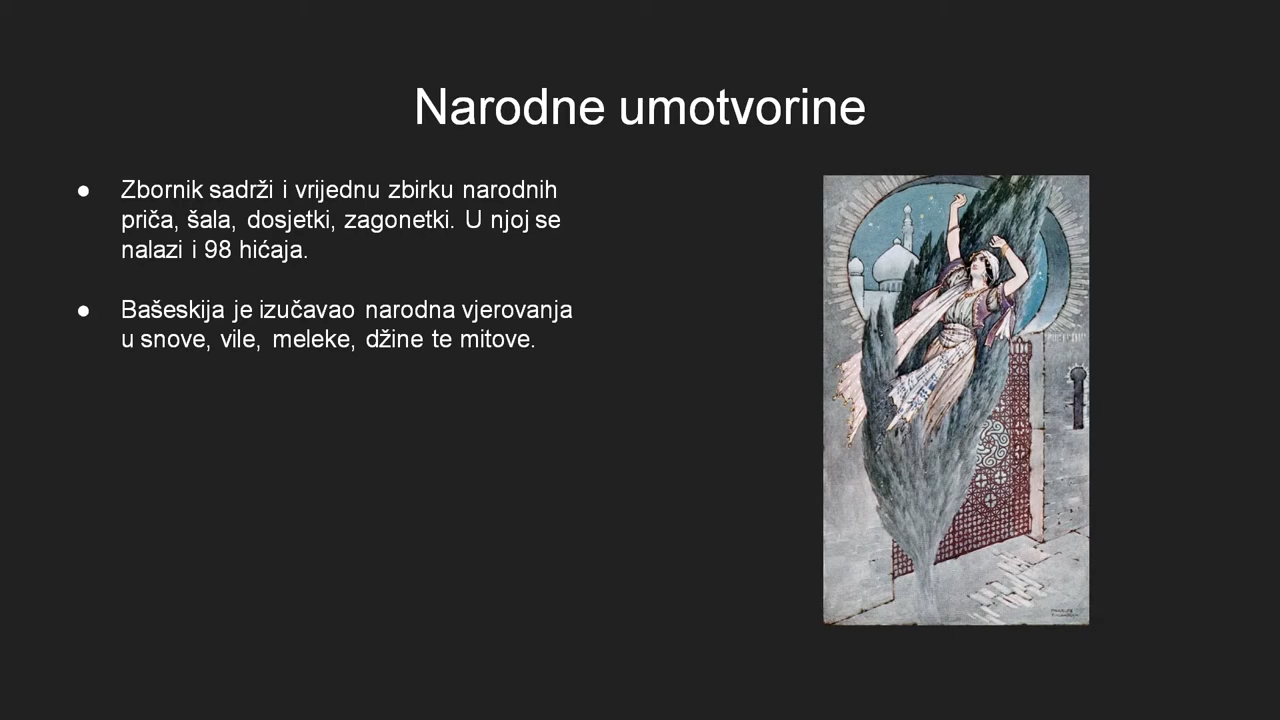 Narodne umotvorine
● Zbornik sadrži i vrijednu zbirku narodnih
priča, šala, dosjetki, zagonetki. U njoj se
nalazi i 98 hićaja.
● Bašeskija je izučavao narodna vjerovanja
u snove, vile, meleke, džine te mitove.